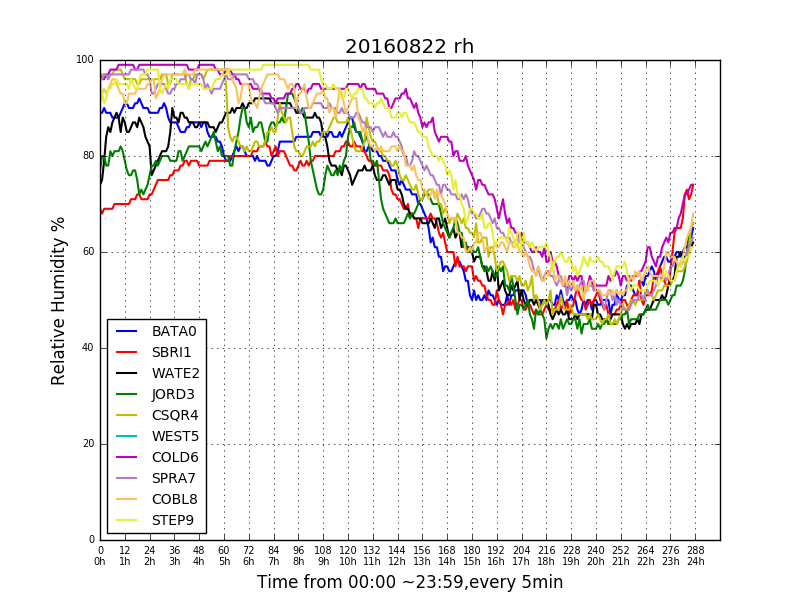 20160822 rh
100
80
60
40
20
0
Relative Humidity %
BATA0
SBRI1
WATE2
JORD3
CSQR4
WEST5
COLD6
SPRA7
COBL8
STEP9
0 12 24 36 48 60 72 84 96 108 120 132 144 156 168 180 192 204 216 228 240 252 264 276 288
0h 1h 2h 3h 4h 5h 6h 7h 8h 9h 10h 11h 12h 13h 14h 15h 16h 17h 18h 19h 20h 21h 22h 23h 24h
Time from 00:00 ~23:59,every 5min